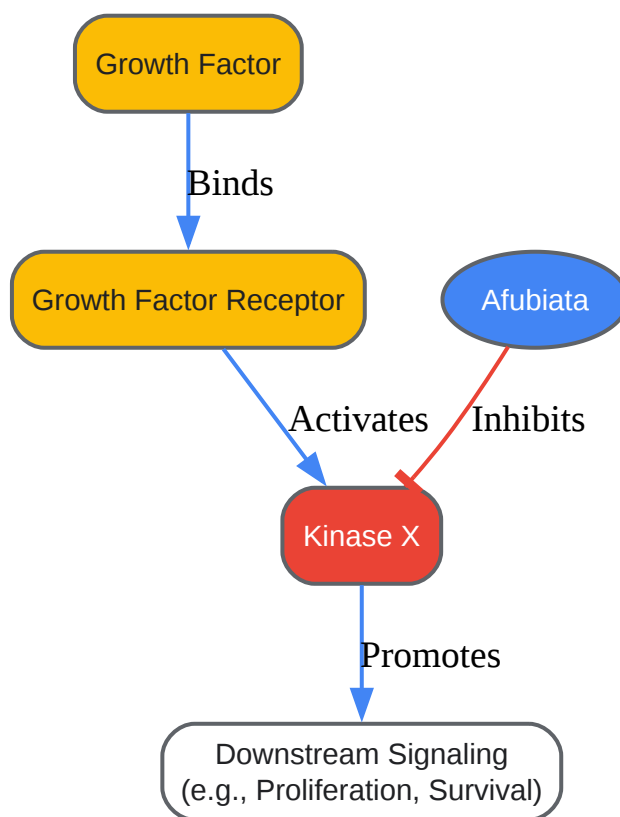 Growth Factor
Binds
Growth Factor Receptor
Afubiata
Activates
Inhibits
Kinase X
Promotes
Downstream Signaling
(e.g., Proliferation, Survival)